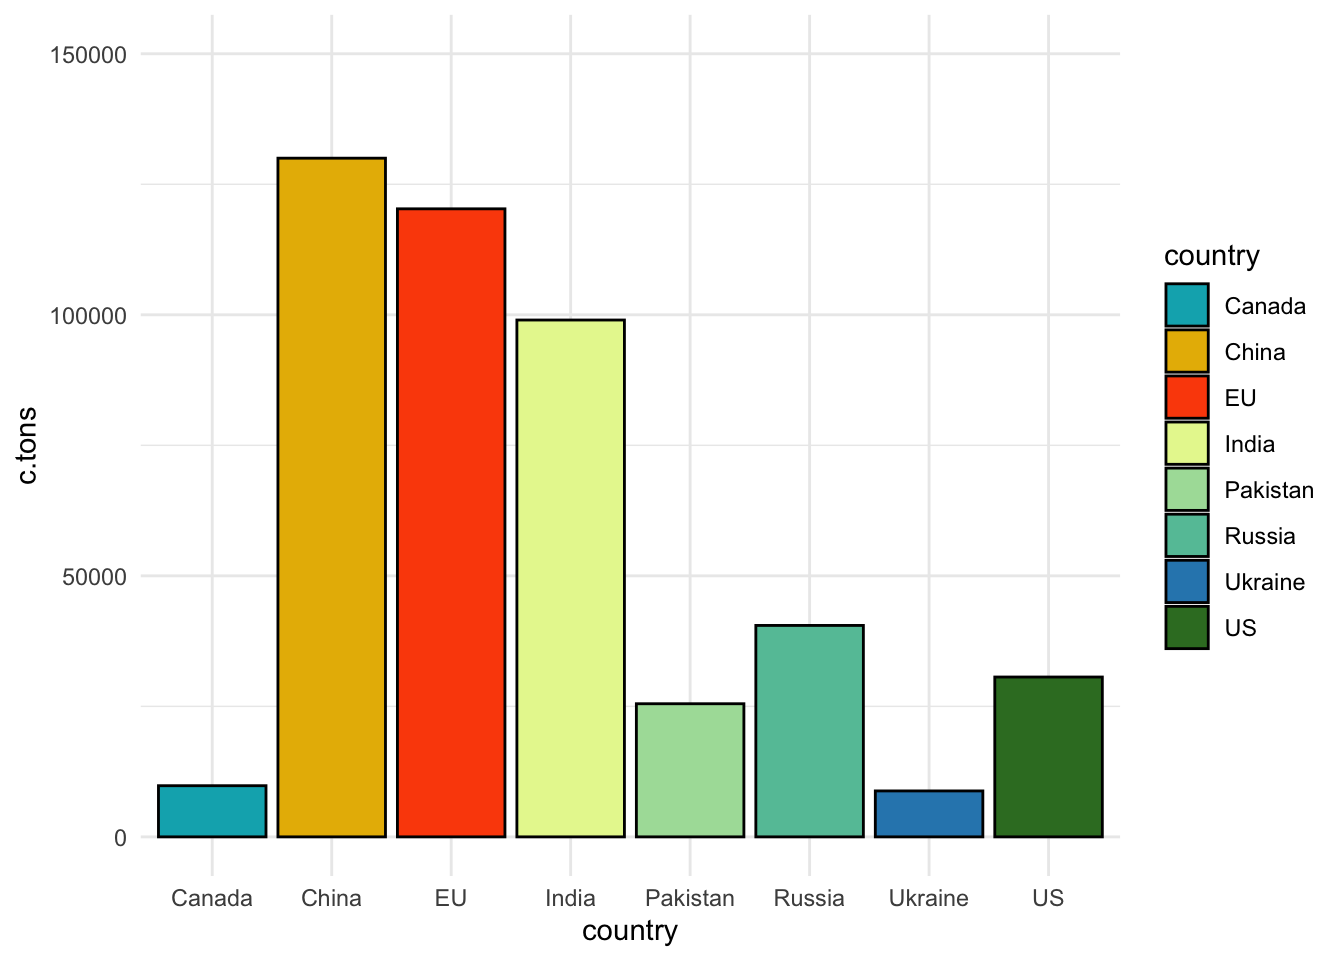 150000
100000
50000
0
c.tons
Canada China EU India Pakistan Russia Ukraine US
country
country
Canada
China
EU
India
Pakistan
Russia
Ukraine
US